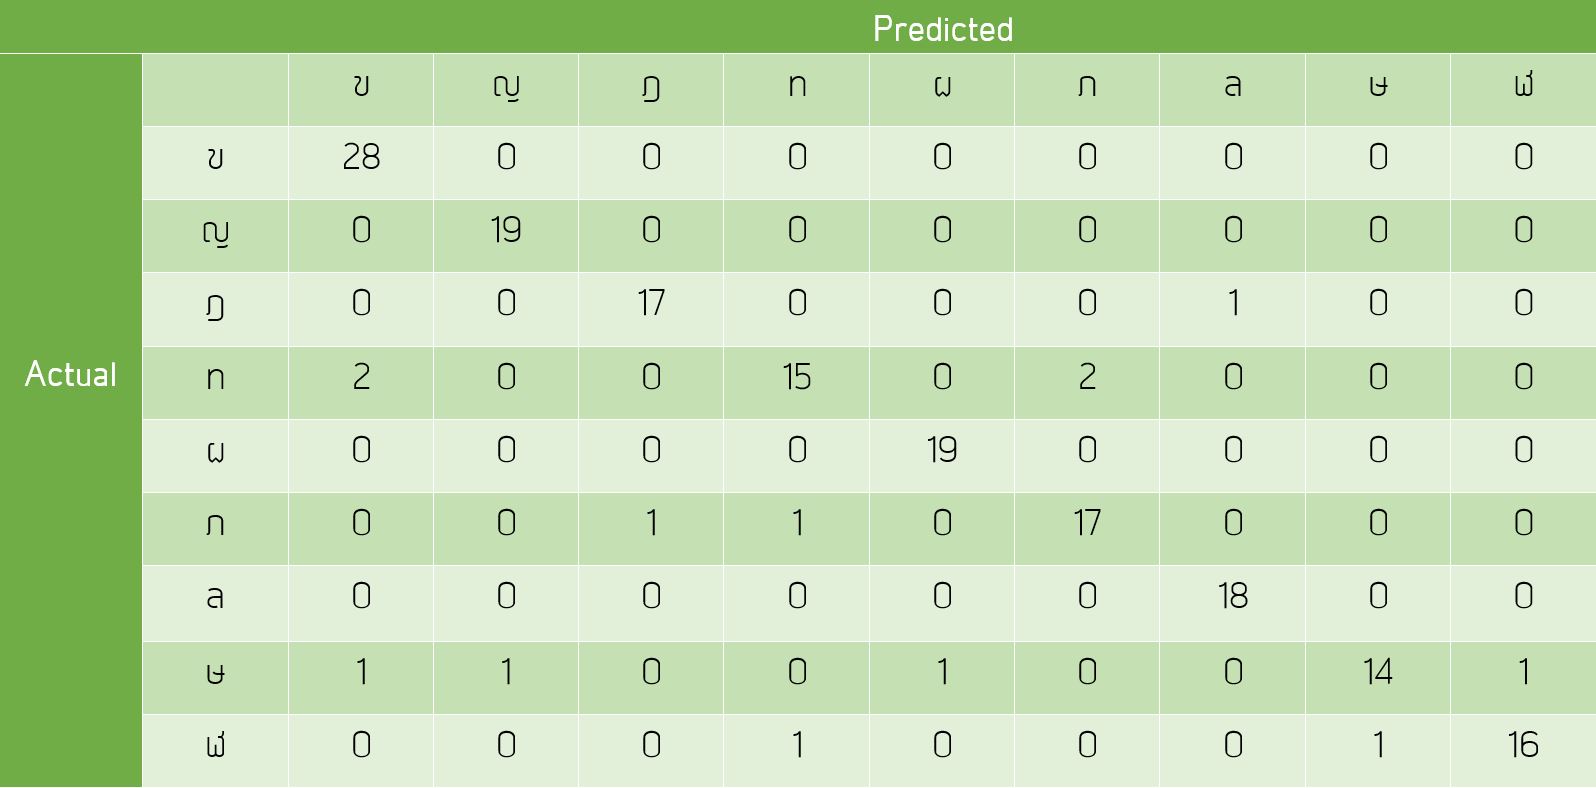 Predicted
ข ญ ฎ ท ผ ภ ล ษ ฬ
ข 28 0 0 0 0 0 0 0 0
ญ 0 19 0 0 0 0 0 0 0
ฎ 0 0 17 0 0 0 1 0 0
Actual ท 2 0 0 15 0 2 0 0 0
ผ 0 0 0 0 19 0 0 0 0
ภ 0 0 1 1 0 17 0 0 0
ล 0 0 0 0 0 0 18 0 0
ษ 1 1 0 0 1 0 0 14 1
ฬ 0 0 0 1 0 0 0 1 16